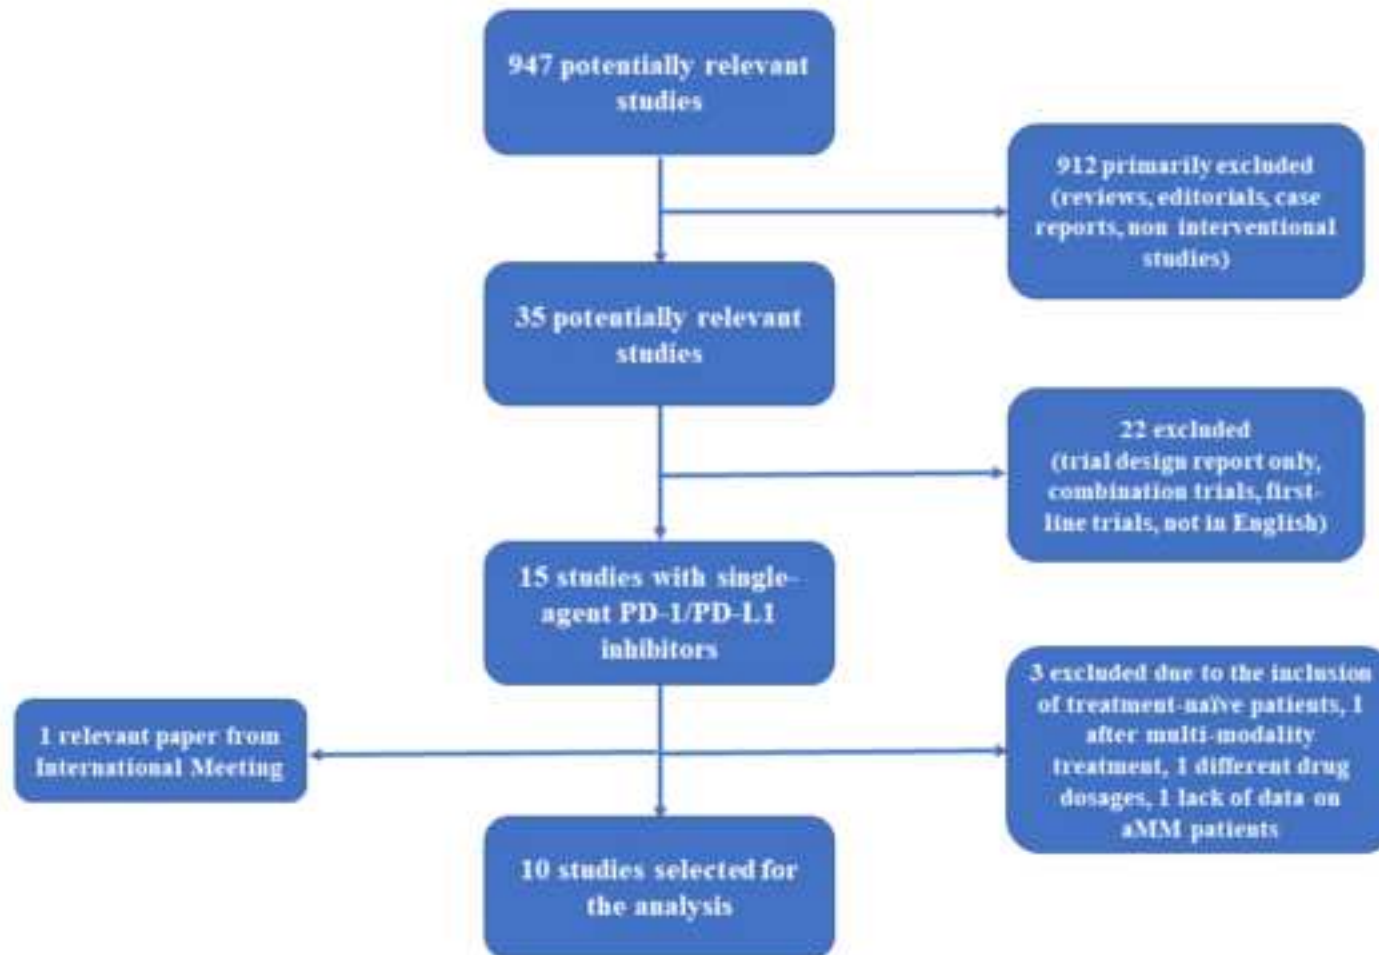 947 potentially relevant
studies
912 primarily excluded
(reviews, editorials, case
reports, non interventional
studies)
35 potentially relevant
studies
22 excluded
(trial design report only,
combination trials, first-
line trials, not in English)
15 studies with single-
agent PD-1/PD-L1
inhibitors
1 relevant paper from
International Meeting
3 excluded due to the inclusion
of treatment-naïve patients, 1
after multi-modality
treatment, 1 different drug
dosages, 1 lack of data on
aMM patients
10 studies selected for
the analysis